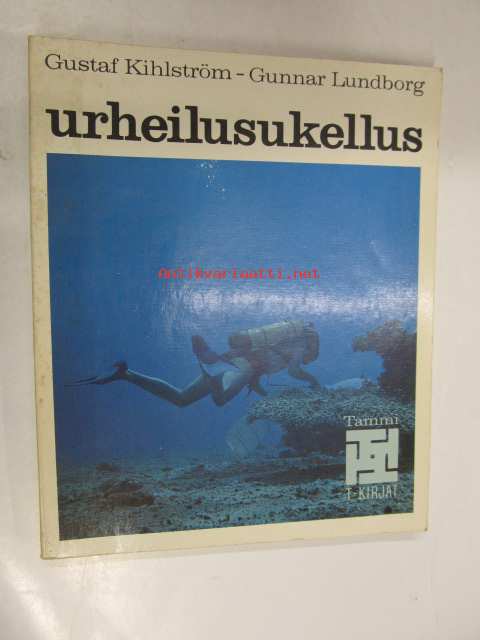 Gustaf Kihlström – Gunnar Lundborg
urheilusukellus
Antikvariaatti.net
Tammi
T-KIRJAT